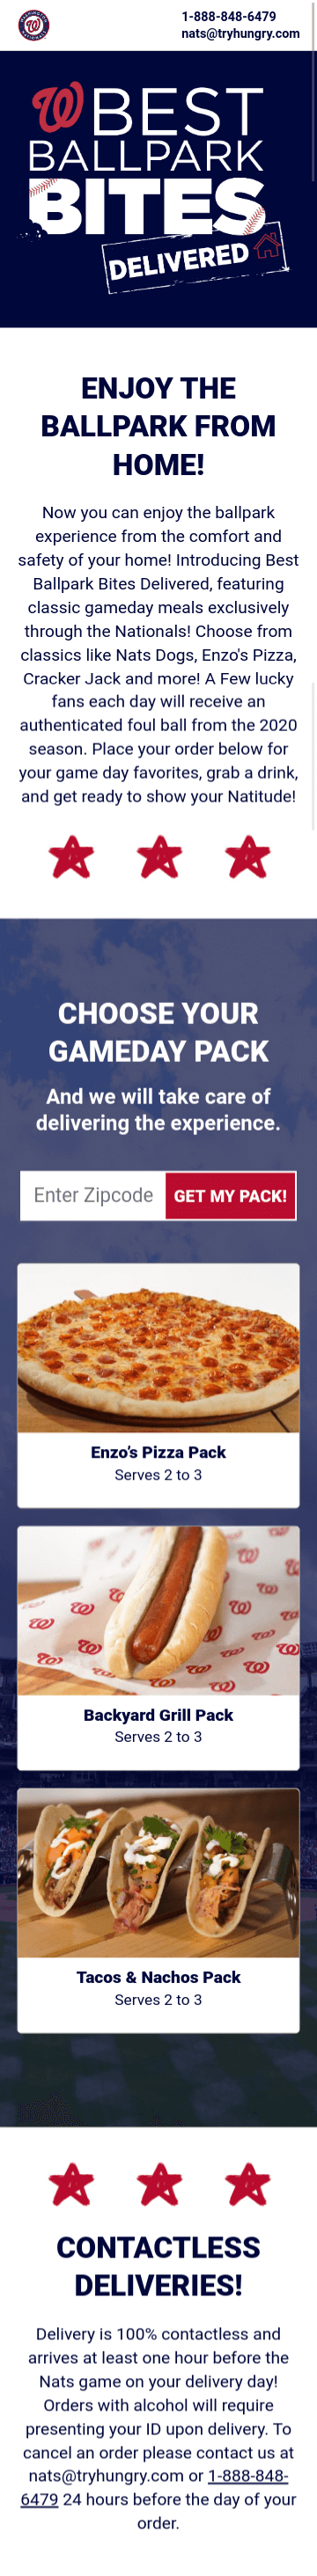 1-888-848-6479
nats@tryhungry.com
W BEST
BALLPARK
BITES
DELIVERED
ENJOY THE
BALLPARK FROM
HOME!
Now you can enjoy the ballpark
experience from the comfort and
safety of your home! Introducing Best
Ballpark Bites Delivered, featuring
classic gameday meals exclusively
through the Nationals! Choose from
classics like Nats Dogs, Enzo's Pizza,
Cracker Jack and more! A Few lucky
fans each day will receive an
authenticated foul ball from the 2020
season. Place your order below for
your game day favorites, grab a drink,
and get ready to show your Natitude!
CHOOSE YOUR
GAMEDAY PACK
And we will take care of
delivering the experience.
Enter Zipcode GET MY PACK!
Enzo’s Pizza Pack
Serves 2 to 3
Backyard Grill Pack
Serves 2 to 3
Tacos & Nachos Pack
Serves 2 to 3
CONTACTLESS
DELIVERIES!
Delivery is 100% contactless and
arrives at least one hour before the
Nats game on your delivery day!
Orders with alcohol will require
presenting your ID upon delivery. To
cancel an order please contact us at
nats@tryhungry.com or 1-888-848-
6479 24 hours before the day of your
order.